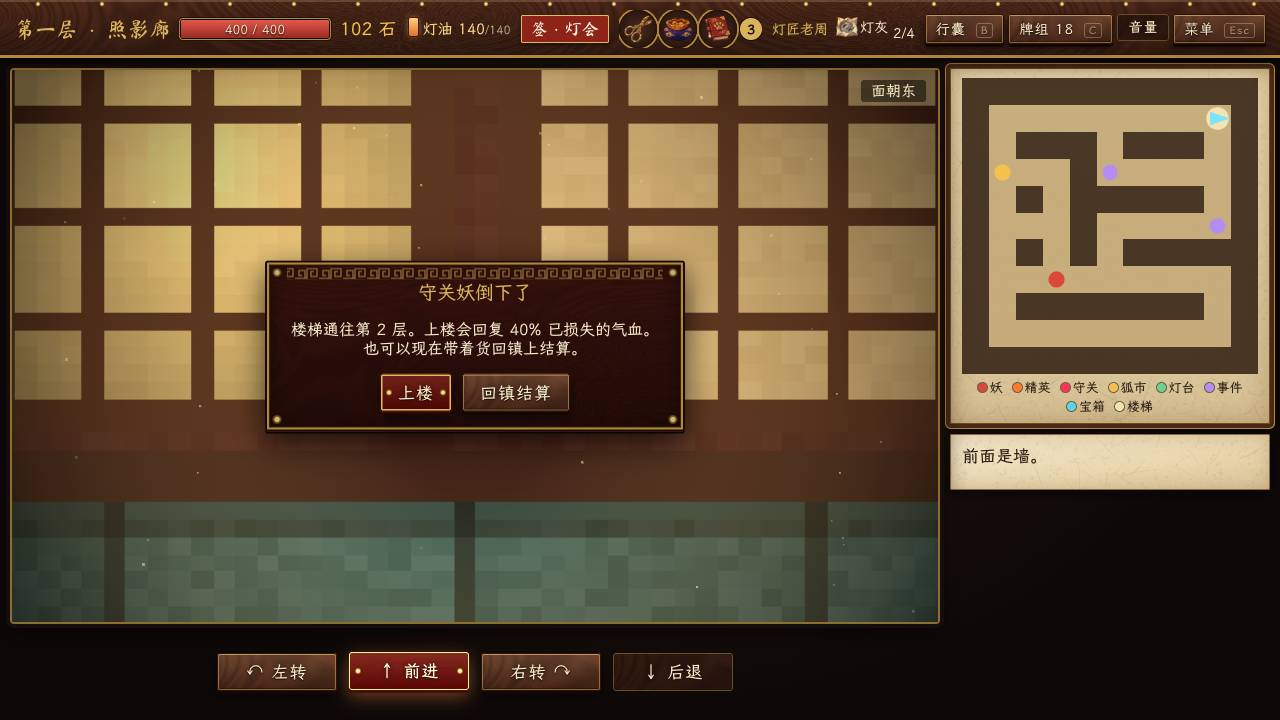 第一层 · 照影廊
400 / 400
102 石
灯油 140/140
签 · 灯会
3
灯匠老周
灯灰 2/4
行囊 B
牌组 18 C
音量
菜单 Esc
面朝东
守关妖倒下了
楼梯通往第 2 层。上楼会回复 40% 已损失的气血。
也可以现在带着货回镇上结算。
上楼
回镇结算
妖 精英 守关 狐市 灯台 事件
宝箱 楼梯
前面是墙。
↶ 左转
↑ 前进
右转 ↷
↓ 后退